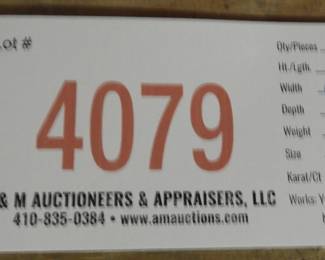 Lot #
4079
& M AUCTIONEERS & APPRAISERS, LLC
410-835-0384 • www.amauctions.com
Qty/Pieces
Ht./Lgth.
Width
Depth
Weight
Size
Karat/Ct
Works: Y